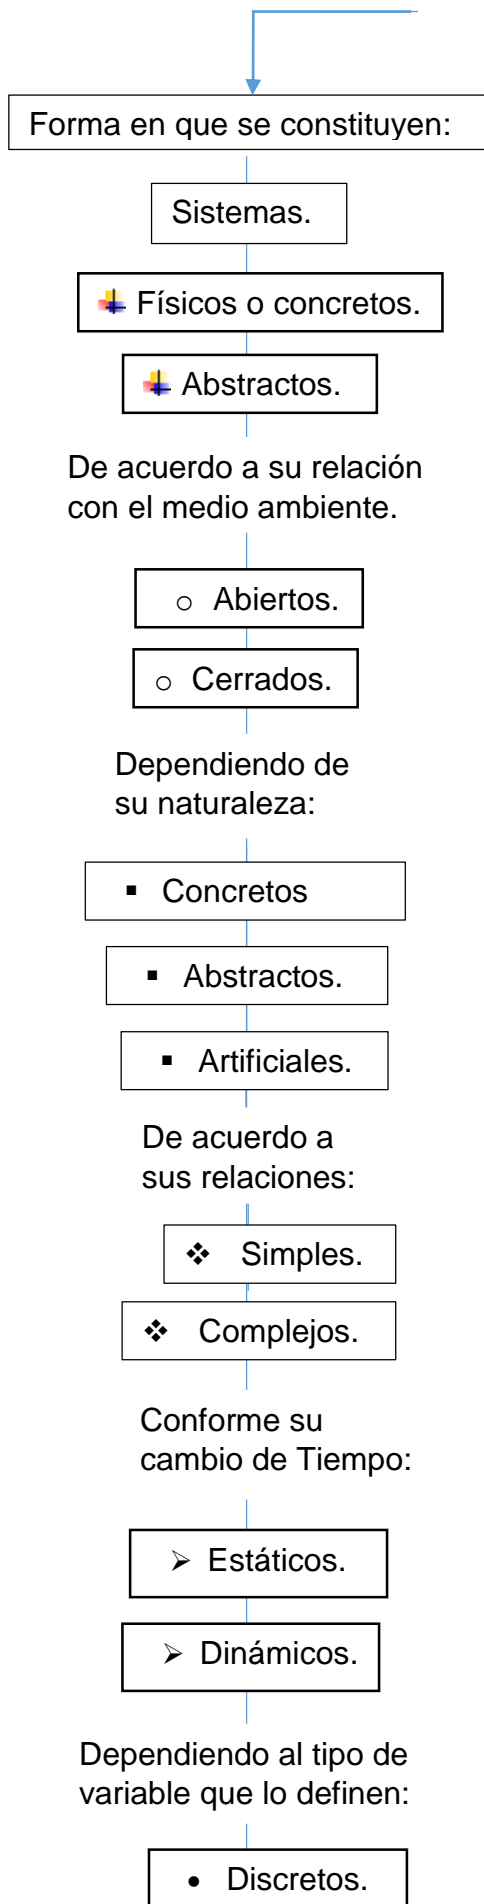 Forma en que se constituyen:
Sistemas.
Físicos o concretos.
Abstractos.
De acuerdo a su relación
con el medio ambiente.
○ Abiertos.
○ Cerrados.
Dependiendo de
su naturaleza:
▪ Concretos
▪ Abstractos.
▪ Artificiales.
De acuerdo a
sus relaciones:
❖ Simples.
❖ Complejos.
Conforme su
cambio de Tiempo:
➢ Estáticos.
➢ Dinámicos.
Dependiendo al tipo de
variable que lo definen:
• Discretos.